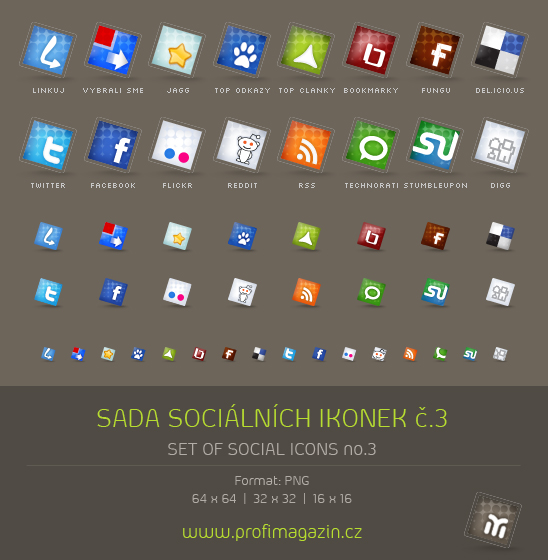 LINKUJ VYBRALI SME JAGG TOP ODKAZY TOP CLANKY BOOKMARKY FUNGU DEL.ICIO.US
TWITTER FACEBOOK FLICKR REDDIT RSS TECHNORATI STUMBLEUPON DIGG
SADA SOCIÁLNÍCH IKONEK č.3
SET OF SOCIAL ICONS no.3
Format: PNG
64 x 64 | 32 x 32 | 16 x 16
www.profimagazin.cz